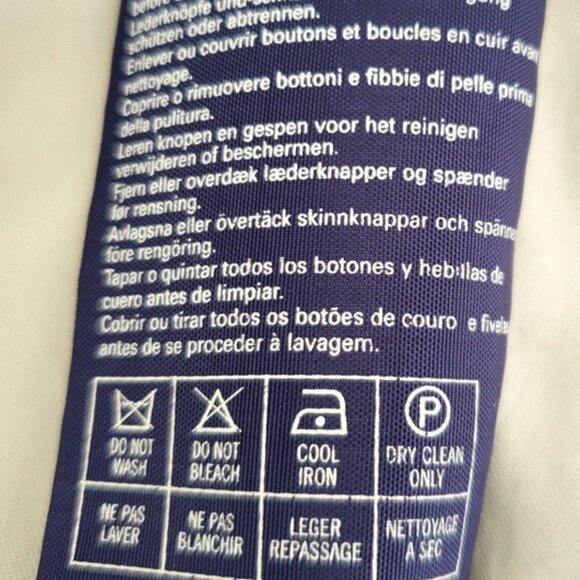 before
Lederknöpfe und
schützen oder abtrennen.
Enlever ou couvrir boutons et boucles en cuir avant
nettoyage.
Coprire o rimuovere bottoni e fibbie di pelle prima
della pulitura.
Leren knopen en gespen voor het reinigen
verwijderen of beschermen.
Fjern eller overdæk læderknapper og spænder
før rensning.
Avlagsna eller övertäck skinnknappar och spännen
före rengöring.
Tapar o quintar todos los botones y hebillas de
cuero antes de limpiar.
Cobrir ou tirar todos os botões de couro e fivelas
antes de se proceder à lavagem.
P
DO NOT WASH
DO NOT BLEACH
COOL IRON
DRY CLEAN ONLY
NE PAS LAVER
NE PAS BLANCHIR
LEGER REPASSAGE
NETTOYAGE A SEC